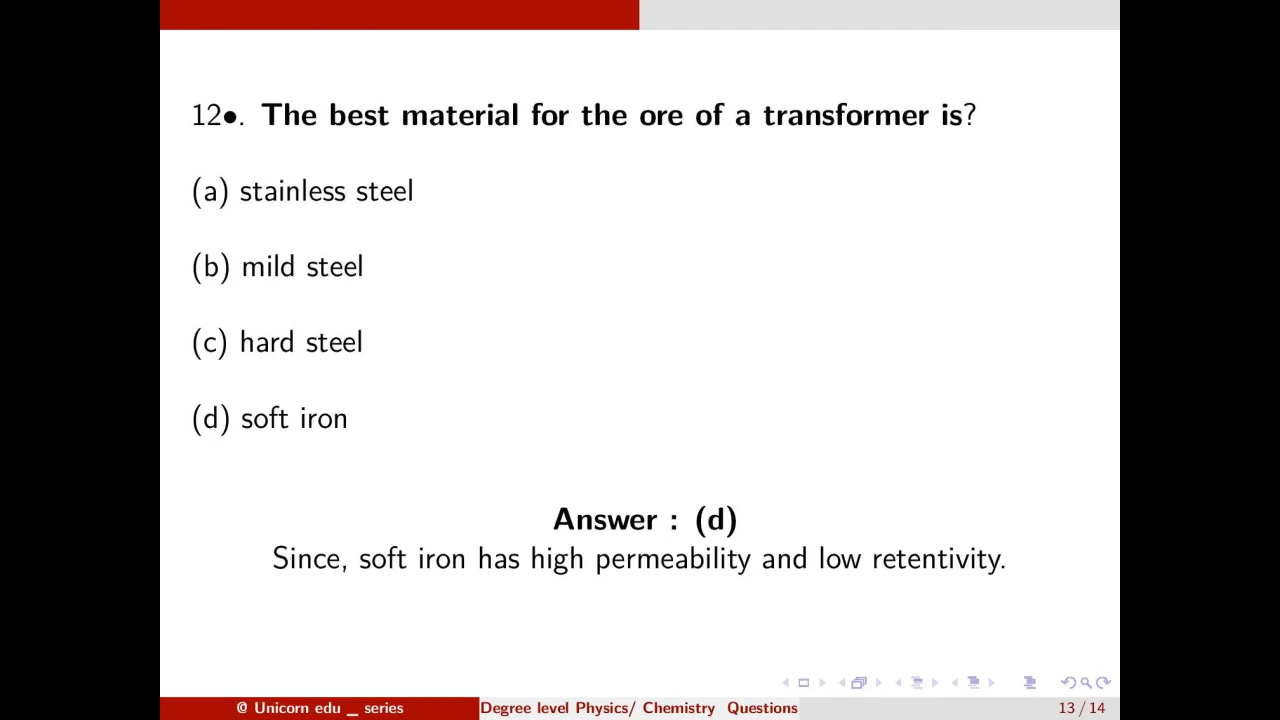 12•. The best material for the ore of a transformer is?
(a) stainless steel
(b) mild steel
(c) hard steel
(d) soft iron
Answer : (d)
Since, soft iron has high permeability and low retentivity.
@ Unicorn edu _ series
Degree level Physics/ Chemistry Questions
13 / 14